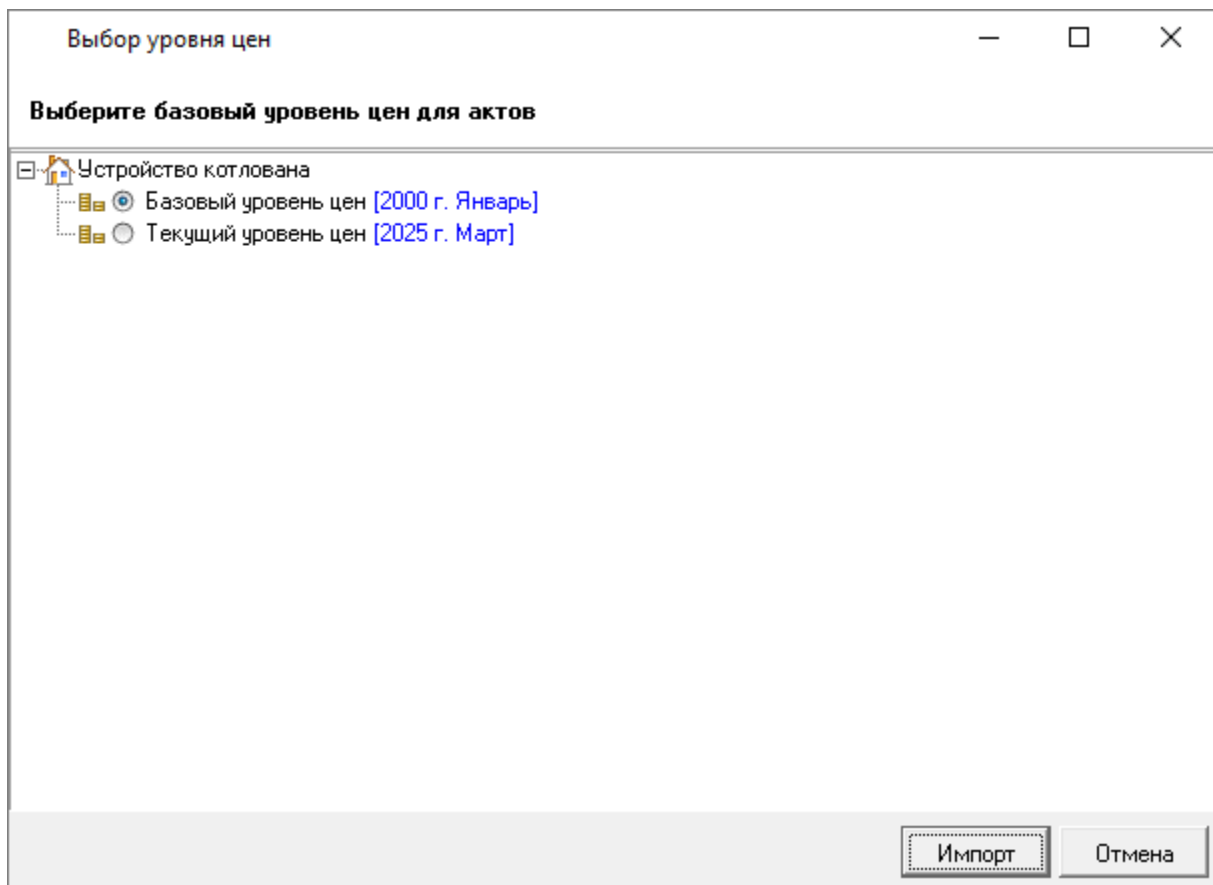 Выбор уровня цен
Выберите базовый уровень цен для актов
Устройство котлована
Базовый уровень цен [2000 г. Январь]
Текущий уровень цен [2025 г. Март]
Импорт
Отмена